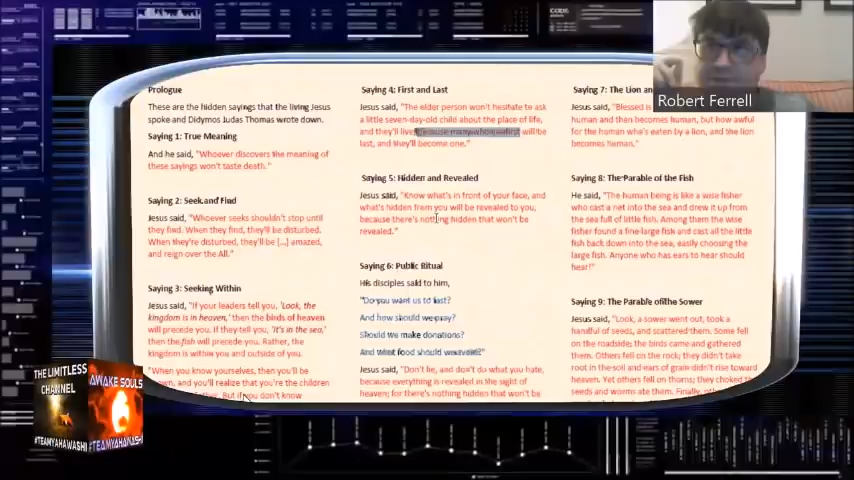 Prologue
These are the hidden sayings that the living Jesus
spoke and Didymos Judas Thomas wrote down.
Saying 1: True Meaning
And he said, "Whoever discovers the meaning of
these sayings won't taste death."
Saying 2: Seek and Find
Jesus said, "Whoever seeks shouldn't stop until
they find. When they find, they'll be disturbed.
When they're disturbed, they'll be [...] amazed,
and reign over the All."
Saying 3: Seeking Within
Jesus said, "If your leaders tell you, 'Look, the
kingdom is in heaven,' then the birds of heaven
will precede you. If they tell you, 'It's in the sea,'
then the fish will precede you. Rather, the
kingdom is within you and outside of you.
"When you know yourselves, then you'll be
and you'll realize that you're the children
But if you don't know
Saying 4: First and Last
Jesus said, "The elder person won't hesitate to ask
a little seven-day-old child about the place of life,
and they'll live, because many who are first will be
last, and they'll become one."
Saying 5: Hidden and Revealed
Jesus said, "Know what's in front of your face, and
what's hidden from you will be revealed to you,
because there's nothing hidden that won't be
revealed."
Saying 6: Public Ritual
His disciples said to him,
"Do you want us to fast?
And how should we pray?
Should we make donations?
And what food should we avoid?"
Jesus said, "Don't lie, and don't do what you hate,
because everything is revealed in the sight of
heaven; for there's nothing hidden that won't be
Saying 7: The Lion an
Jesus said, "Blessed is
human and then becomes human, but how awful
for the human who's eaten by a lion, and the lion
becomes human."
Saying 8: The Parable of the Fish
He said, "The human being is like a wise fisher
who cast a net into the sea and drew it up from
the sea full of little fish. Among them the wise
fisher found a fine large fish and cast all the little
fish back down into the sea, easily choosing the
large fish. Anyone who has ears to hear should
hear!"
Saying 9: The Parable of the Sower
Jesus said, "Look, a sower went out, took a
handful of seeds, and scattered them. Some fell
on the roadside; the birds came and gathered
them. Others fell on the rock; they didn't take
root in the soil and ears of grain didn't rise toward
heaven. Yet others fell on thorns; they choked the
seeds and worms ate them. Finally,
Robert Ferrell
THE LIMITLESS
CHANNEL
#TEAMYAHAWASHI
AWAKE SOULS
#TEAMYAHAWASHI